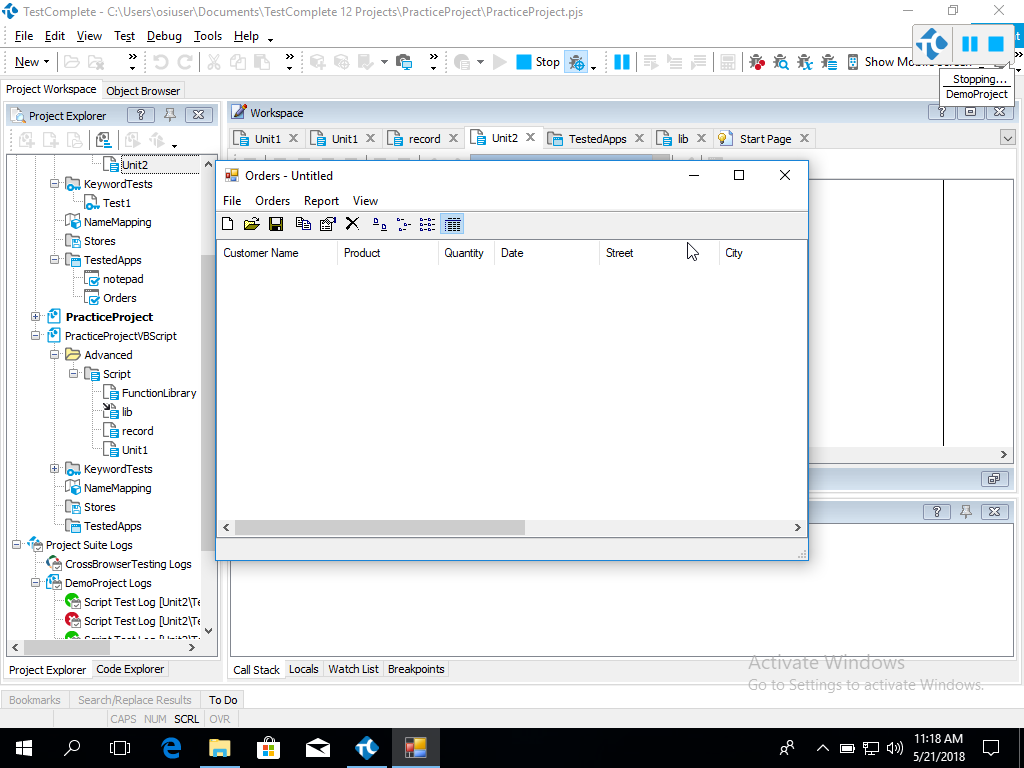 TestComplete - C:\Users\osiuser\Documents\TestComplete 12 Projects\PracticeProject\PracticeProject.pjs
File Edit View Test Debug Tools Help
New Stop Show Mo
Stopping...
DemoProject
Project Workspace Object Browser
Project Explorer
Workspace
Unit1 Unit1 record Unit2 TestedApps lib Start Page
Unit2
KeywordTests
Test1
NameMapping
Stores
TestedApps
notepad
Orders
PracticeProject
PracticeProjectVBScript
Advanced
Script
FunctionLibrary
lib
record
Unit1
KeywordTests
NameMapping
Stores
TestedApps
Project Suite Logs
CrossBrowserTesting Logs
DemoProject Logs
Script Test Log [Unit2\Te
Script Test Log [Unit2\Te
Orders - Untitled
File Orders Report View
Customer Name Product Quantity Date Street City
Project Explorer Code Explorer
Call Stack Locals Watch List Breakpoints
Activate Windows
Go to Settings to activate Windows.
Bookmarks Search/Replace Results To Do
CAPS NUM SCRL OVR
11:18 AM
5/21/2018